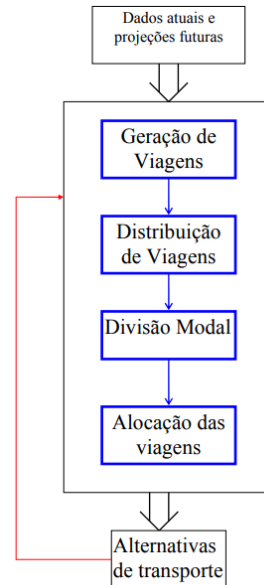 Dados atuais e
projeções futuras
Geração de
Viagens
Distribuição
de Viagens
Divisão Modal
Alocação das
viagens
Alternativas
de transporte